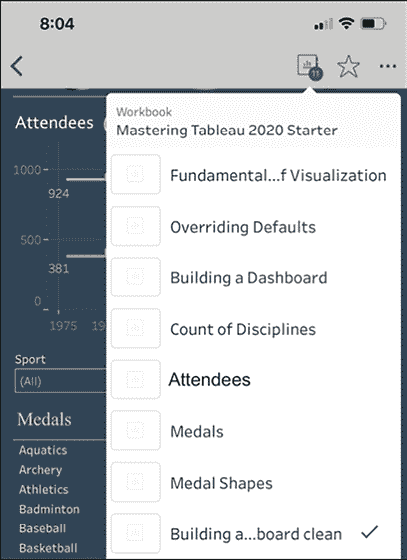 8:04
11
Workbook
Mastering Tableau 2020 Starter
Attendees (
1000
924
500
381
0
1975 19
Sport
(All)
Medals
Aquatics
Archery
Athletics
Badminton
Baseball
Basketball
Fundamental...f Visualization
Overriding Defaults
Building a Dashboard
Count of Disciplines
Attendees
Medals
Medal Shapes
Building a...board clean